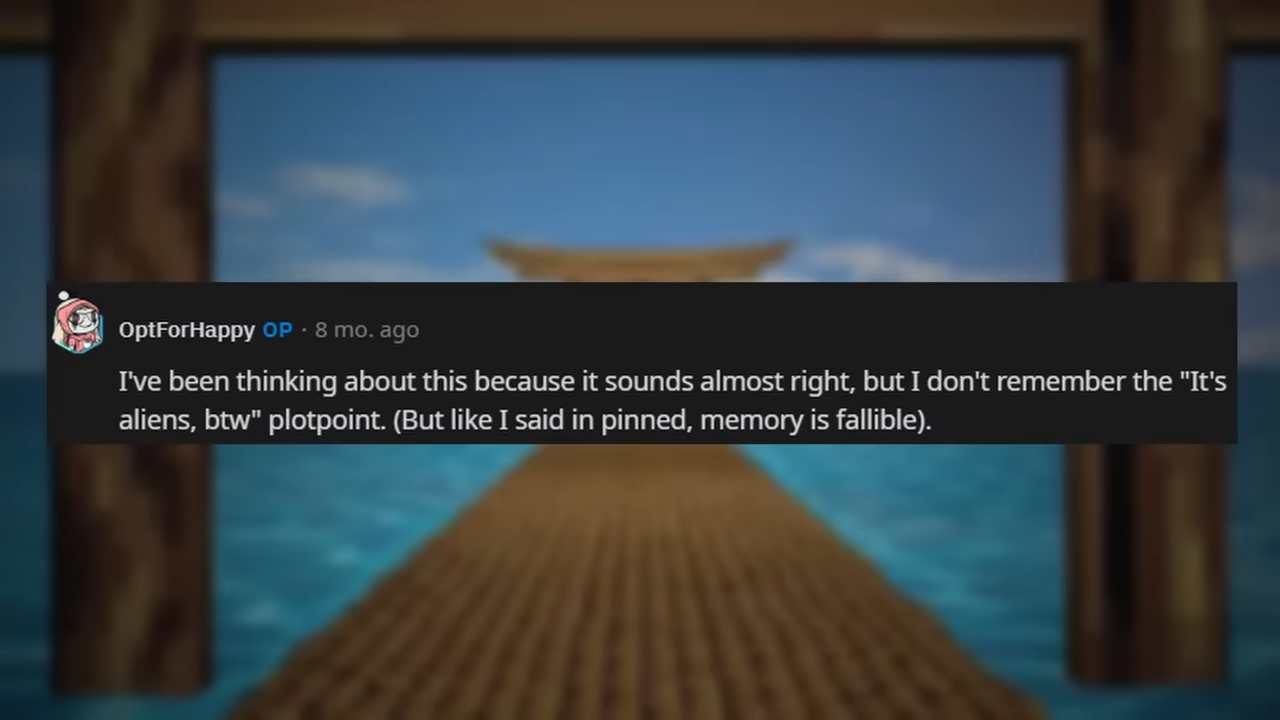 OptForHappy OP · 8 mo. ago
I've been thinking about this because it sounds almost right, but I don't remember the "It's
aliens, btw" plotpoint. (But like I said in pinned, memory is fallible).